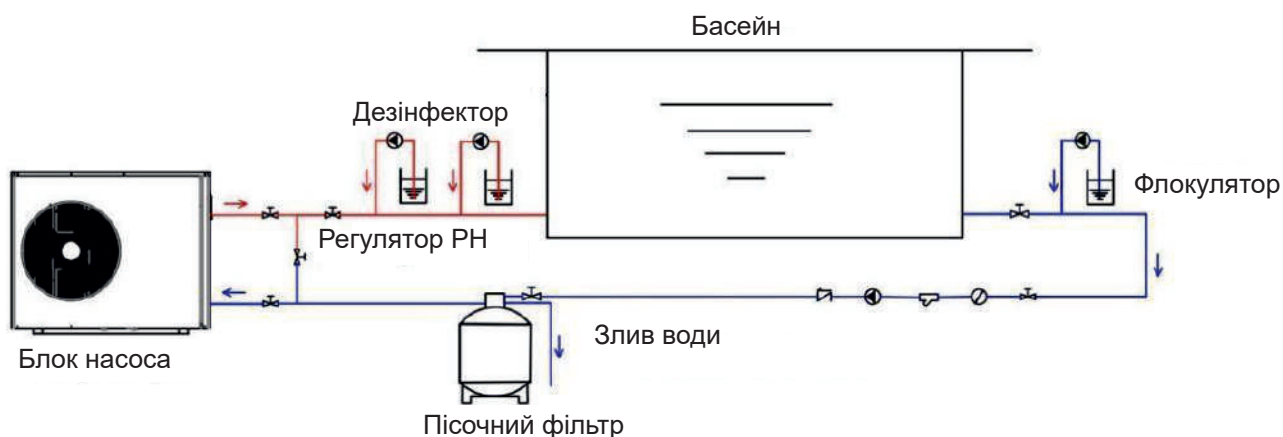 Басейн
Дезінфектор
Флокулятор
Регулятор PH
Злив води
Блок насоса
Пісочний фільтр